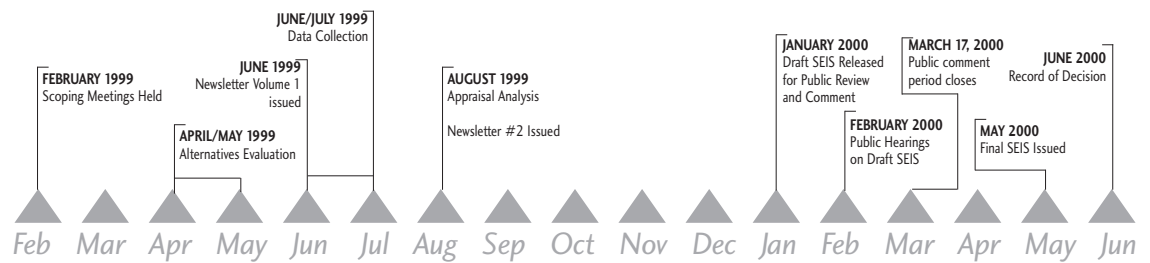 FEBRUARY 1999
Scoping Meetings Held
APRIL/MAY 1999
Alternatives Evaluation
JUNE 1999
Newsletter Volume 1
issued
JUNE/JULY 1999
Data Collection
AUGUST 1999
Appraisal Analysis
Newsletter #2 Issued
JANUARY 2000
Draft SEIS Released
for Public Review
and Comment
FEBRUARY 2000
Public Hearings
on Draft SEIS
MARCH 17, 2000
Public comment
period closes
MAY 2000
Final SEIS Issued
JUNE 2000
Record of Decision
Feb Mar Apr May Jun Jul Aug Sep Oct Nov Dec Jan Feb Mar Apr May Jun